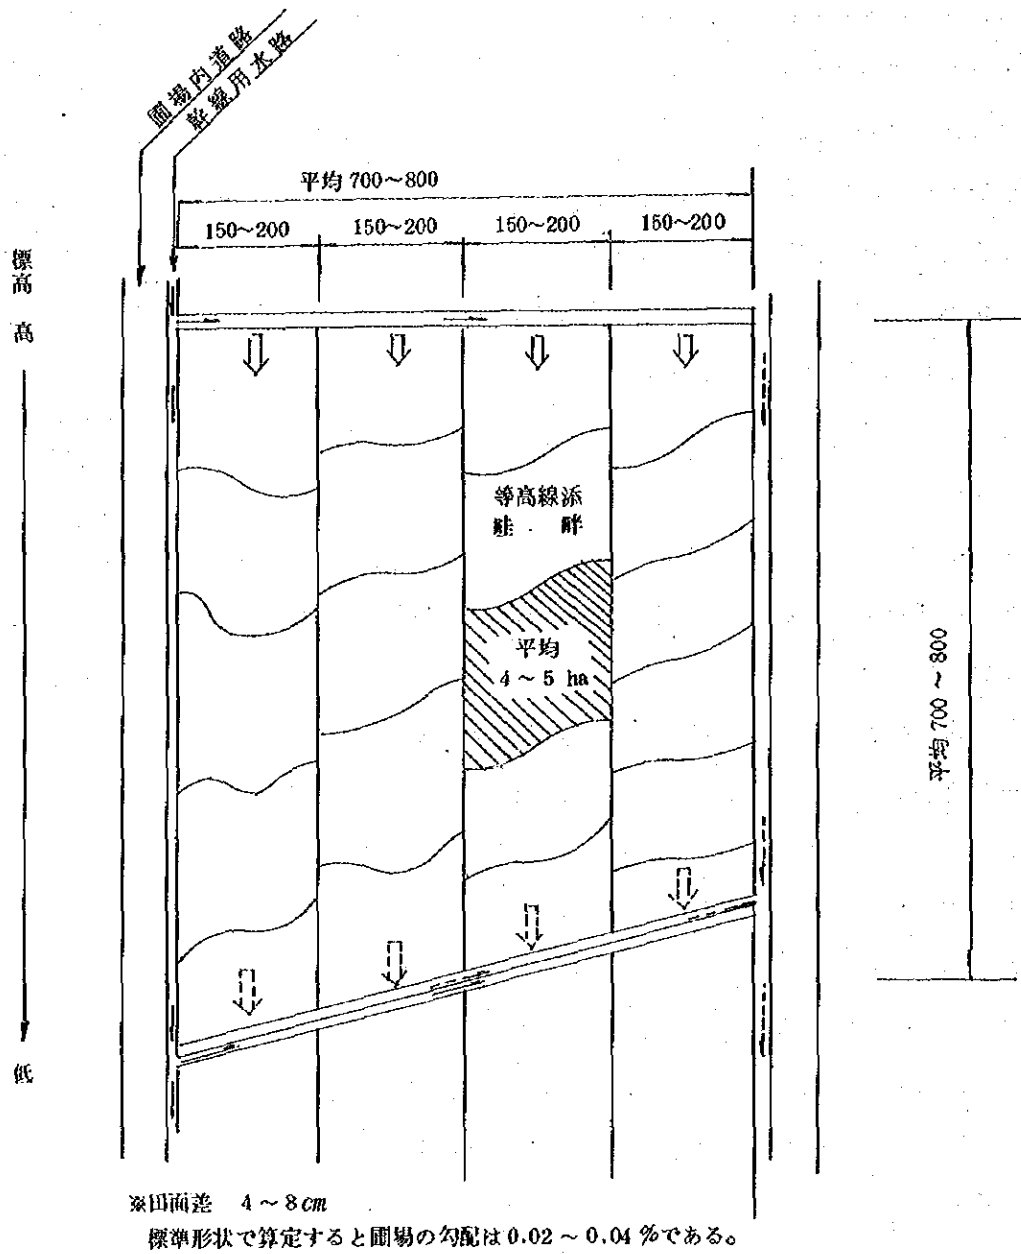 圃場内道路
幹線用水路
平均 700～800
150～200
150～200
150～200
150～200
標高 高
等高線添
畦 畔
平均
4～5 ha
平均 700～800
低
※田面差 4～8cm
標準形状で算定すると圃場の勾配は0.02～0.04％である。